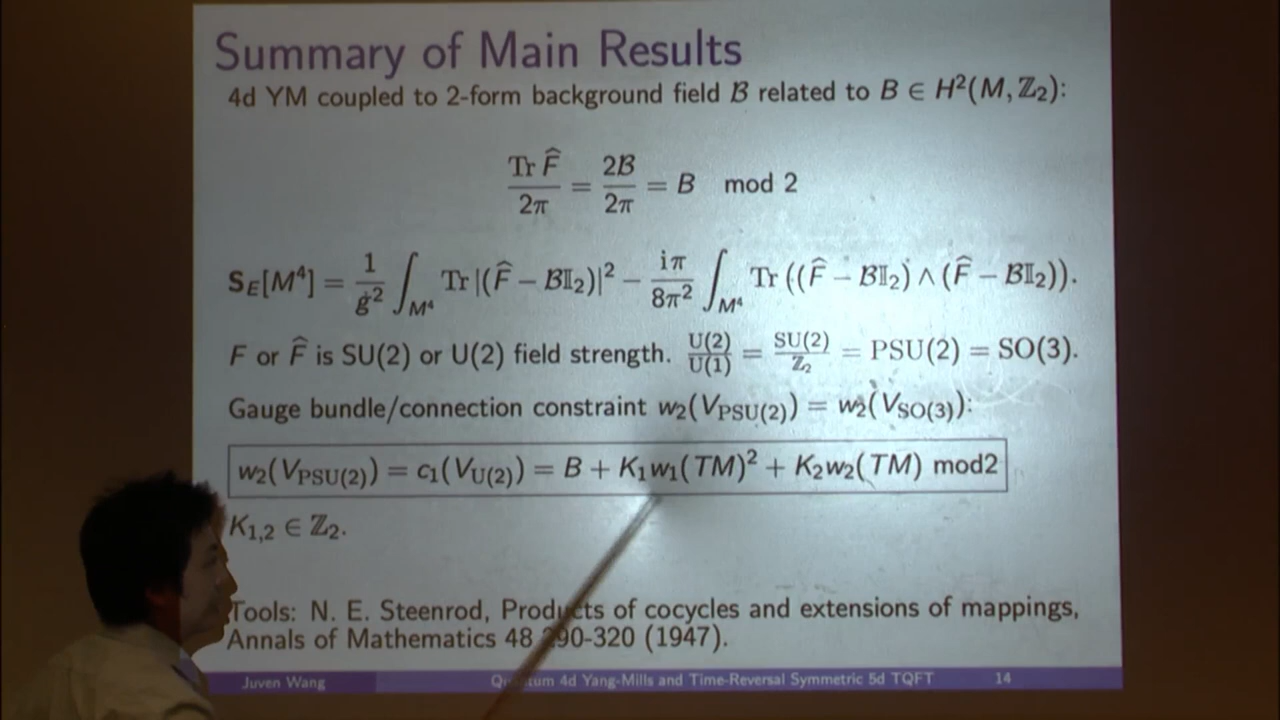 Summary of Main Results
4d YM coupled to 2-form background field ℬ related to B ∈ H²(M, ℤ₂):
Tr F̂/2π = 2ℬ/2π = B mod 2
S_E[M⁴] = 1/g² ∫_M⁴ Tr |(F̂ − ℬ𝕀₂)|² − iπ/8π² ∫_M⁴ Tr ((F̂ − ℬ𝕀₂) ∧ (F̂ − ℬ𝕀₂)).
F or F̂ is SU(2) or U(2) field strength. U(2)/U(1) = SU(2)/ℤ₂ = PSU(2) = SO(3).
Gauge bundle/connection constraint w₂(V_PSU(2)) = w₂(V_SO(3)):
w₂(V_PSU(2)) = c₁(V_U(2)) = B + K₁w₁(TM)² + K₂w₂(TM) mod2
K₁,₂ ∈ ℤ₂.
Tools: N. E. Steenrod, Products of cocycles and extensions of mappings,
Annals of Mathematics 48 290-320 (1947).
Juven Wang Quantum 4d Yang-Mills and Time-Reversal Symmetric 5d TQFT 14